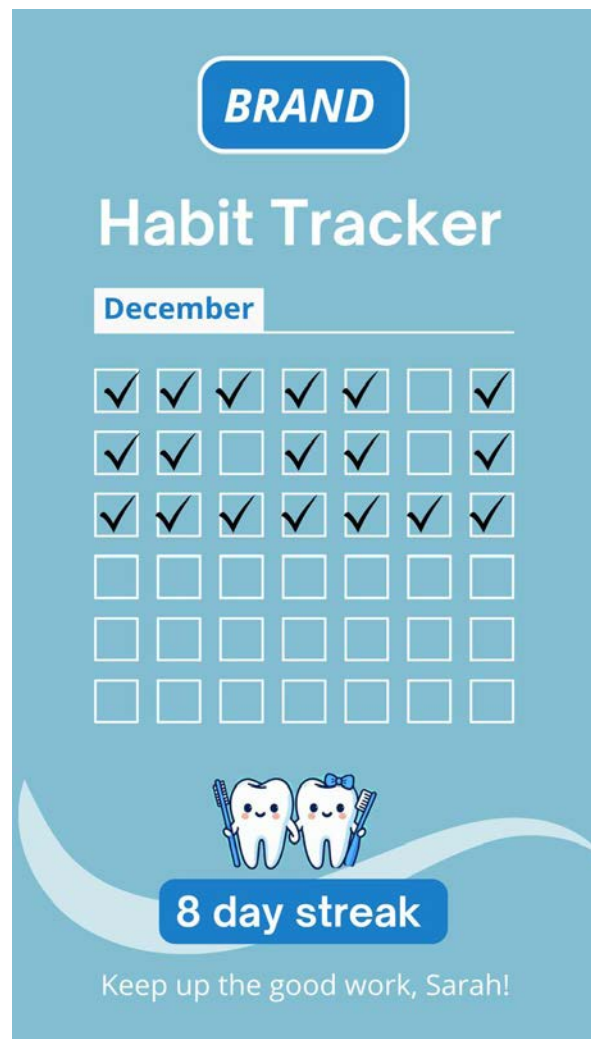 BRAND
Habit Tracker
December
8 day streak
Keep up the good work, Sarah!